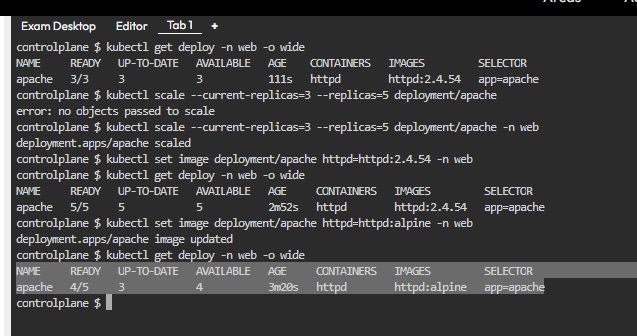 Exam Desktop Editor Tab 1 +
controlplane $ kubectl get deploy -n web -o wide
NAME READY UP-TO-DATE AVAILABLE AGE CONTAINERS IMAGES SELECTOR
apache 3/3 3 3 111s httpd httpd:2.4.54 app=apache
controlplane $ kubectl scale --current-replicas=3 --replicas=5 deployment/apache
error: no objects passed to scale
controlplane $ kubectl scale --current-replicas=3 --replicas=5 deployment/apache -n web
deployment.apps/apache scaled
controlplane $ kubectl set image deployment/apache httpd=httpd:2.4.54 -n web
controlplane $ kubectl get deploy -n web -o wide
NAME READY UP-TO-DATE AVAILABLE AGE CONTAINERS IMAGES SELECTOR
apache 5/5 5 5 2m52s httpd httpd:2.4.54 app=apache
controlplane $ kubectl set image deployment/apache httpd=httpd:alpine -n web
deployment.apps/apache image updated
controlplane $ kubectl get deploy -n web -o wide
NAME READY UP-TO-DATE AVAILABLE AGE CONTAINERS IMAGES SELECTOR
apache 4/5 3 4 3m20s httpd httpd:alpine app=apache
controlplane $